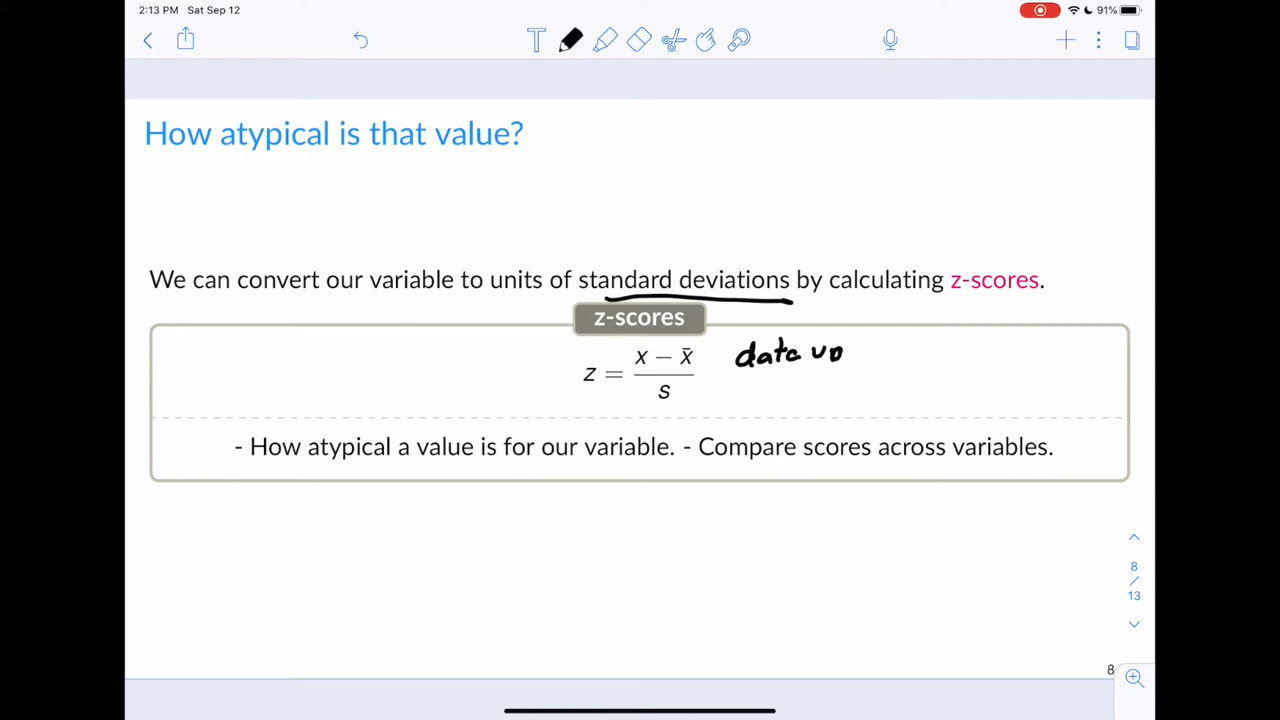 2:13 PM Sat Sep 12
91%
T
How atypical is that value?
We can convert our variable to units of standard deviations by calculating z-scores.
z-scores
z = (x − x̄) / s
data
- How atypical a value is for our variable. - Compare scores across variables.
8
/
13
8